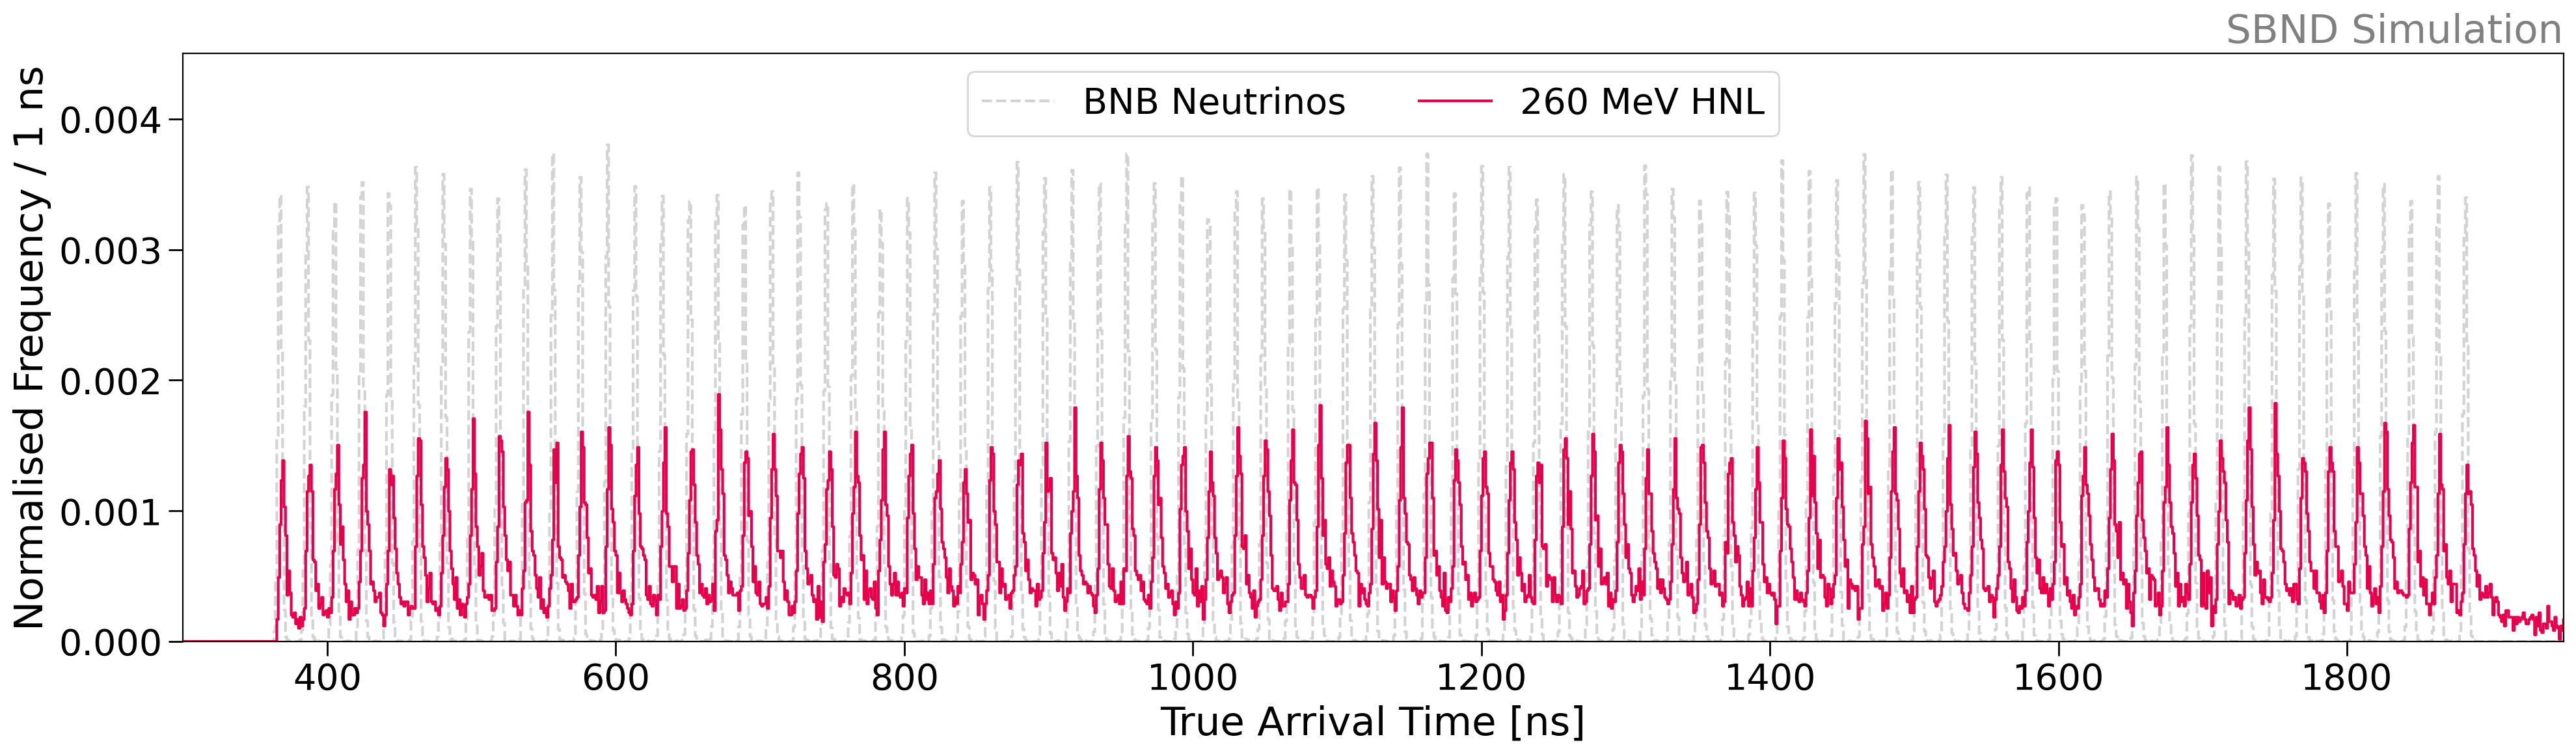 SBND Simulation
BNB Neutrinos
260 MeV HNL
Normalised Frequency / 1 ns
0.004
0.003
0.002
0.001
0.000
400 600 800 1000 1200 1400 1600 1800
True Arrival Time [ns]